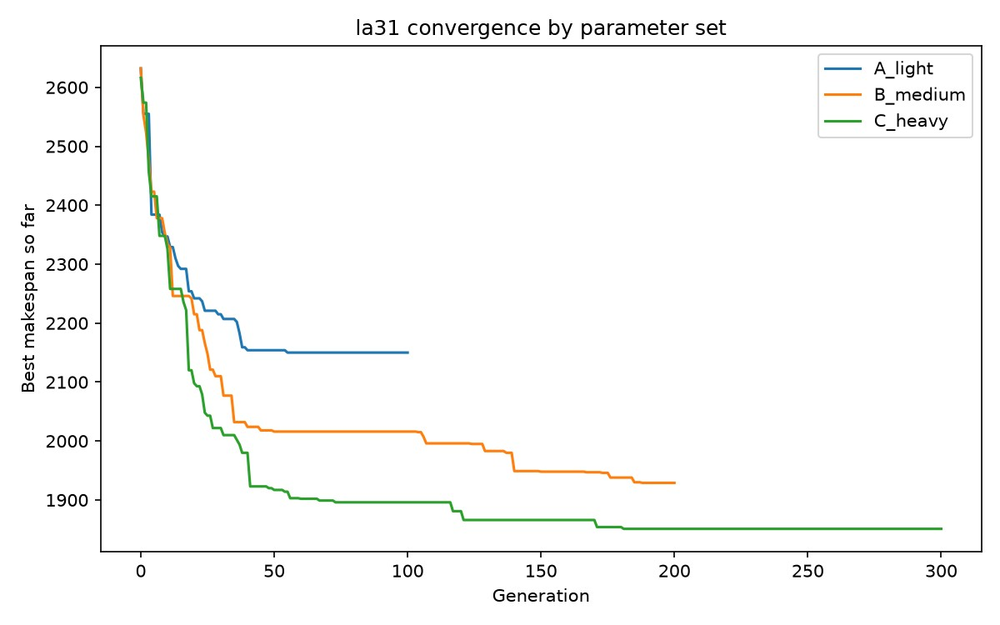 la31 convergence by parameter set
A_light
B_medium
C_heavy
Best makespan so far
2600
2500
2400
2300
2200
2100
2000
1900
0 50 100 150 200 250 300
Generation